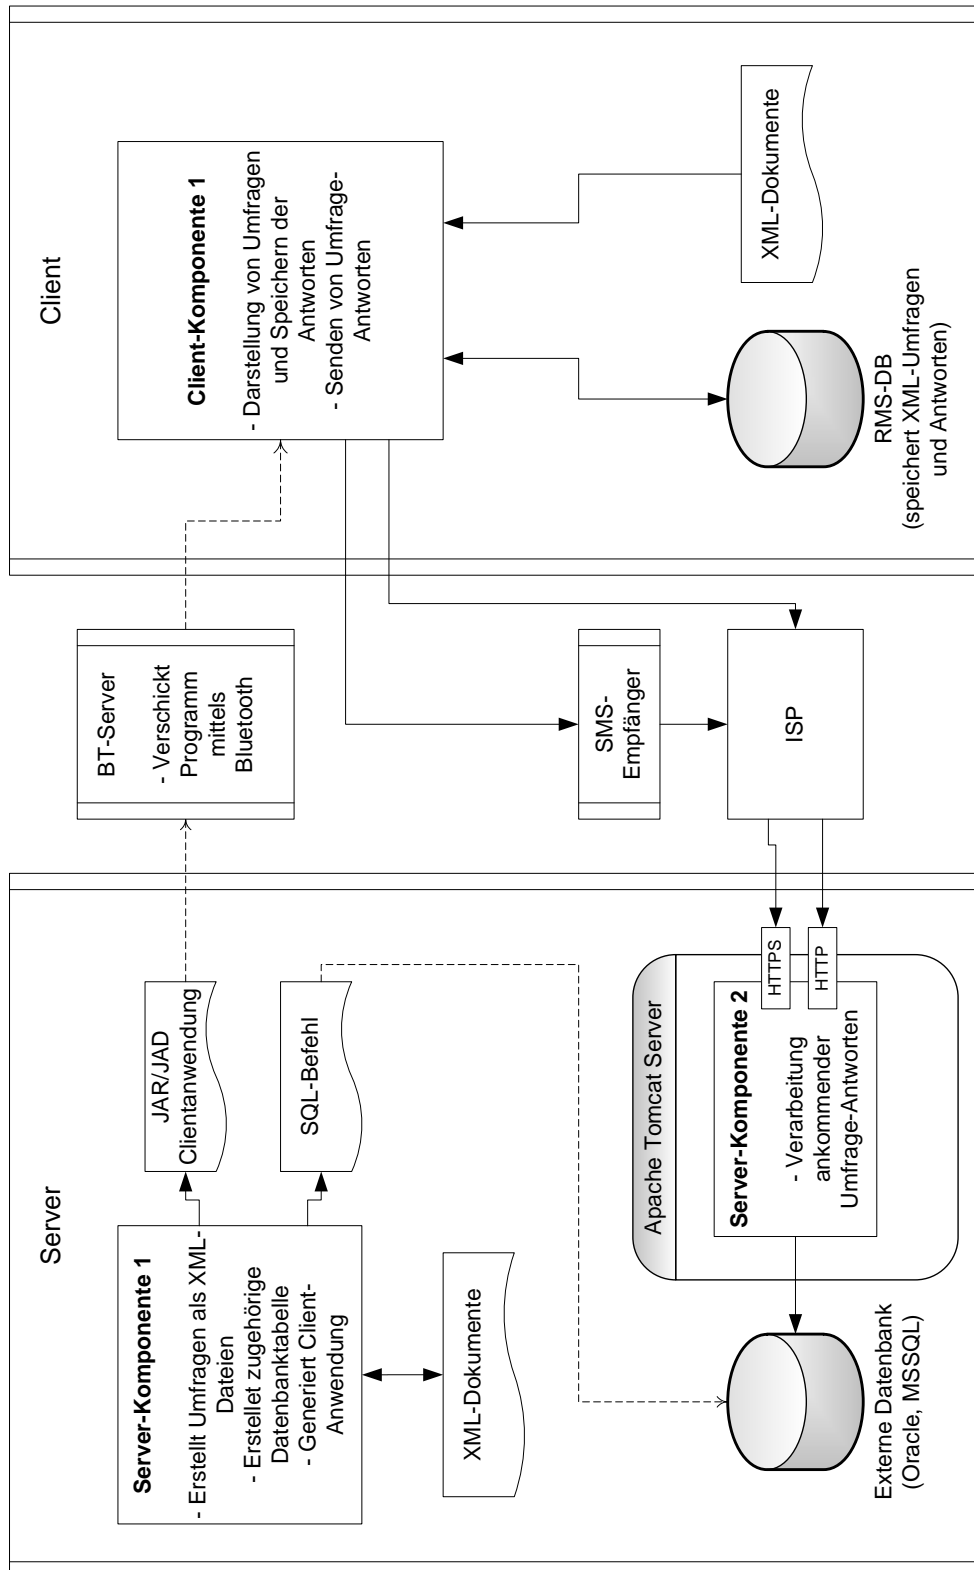 Server
Server-Komponente 1
- Erstellt Umfragen als XML-
Dateien
- Erstellet zugehörige
Datenbanktabelle
- Generiert Client-
Anwendung
JAR/JAD
Clientanwendung
SQL-Befehl
XML-Dokumente
Externe Datenbank
(Oracle, MSSQL)
Apache Tomcat Server
Server-Komponente 2
- Verarbeitung
ankommender
Umfrage-Antworten
HTTPS
HTTP
BT-Server
- Verschickt
Programm
mittels
Bluetooth
SMS-
Empfänger
ISP
Client
Client-Komponente 1
- Darstellung von Umfragen
und Speichern der
Antworten
- Senden von Umfrage-
Antworten
RMS-DB
(speichert XML-Umfragen
und Antworten)
XML-Dokumente